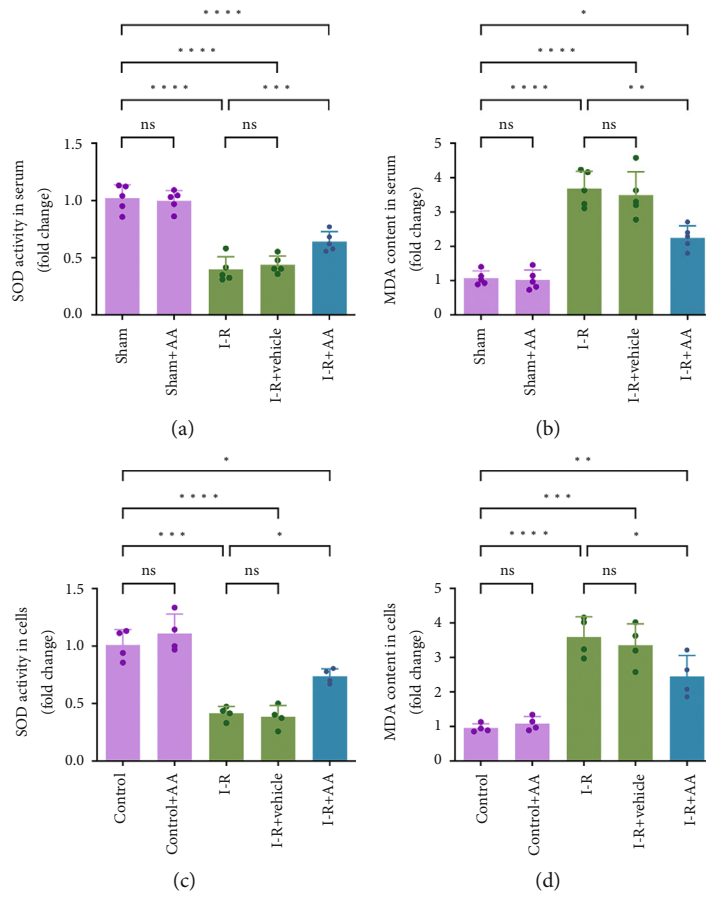 * * * *
* * * *
* * * * * * *
ns ns
SOD activity in serum
(fold change)
1.5
1.0
0.5
0.0
Sham
Sham+AA
I-R
I-R+vehicle
I-R+AA
(a)
*
* * * *
* * * * * *
ns ns
MDA content in serum
(fold change)
5
4
3
2
1
0
Sham
Sham+AA
I-R
I-R+vehicle
I-R+AA
(b)
*
* * * *
* * * *
ns ns
SOD activity in cells
(fold change)
1.5
1.0
0.5
0.0
Control
Control+AA
I-R
I-R+vehicle
I-R+AA
(c)
* *
* * *
* * * * *
ns ns
MDA content in cells
(fold change)
5
4
3
2
1
0
Control
Control+AA
I-R
I-R+vehicle
I-R+AA
(d)